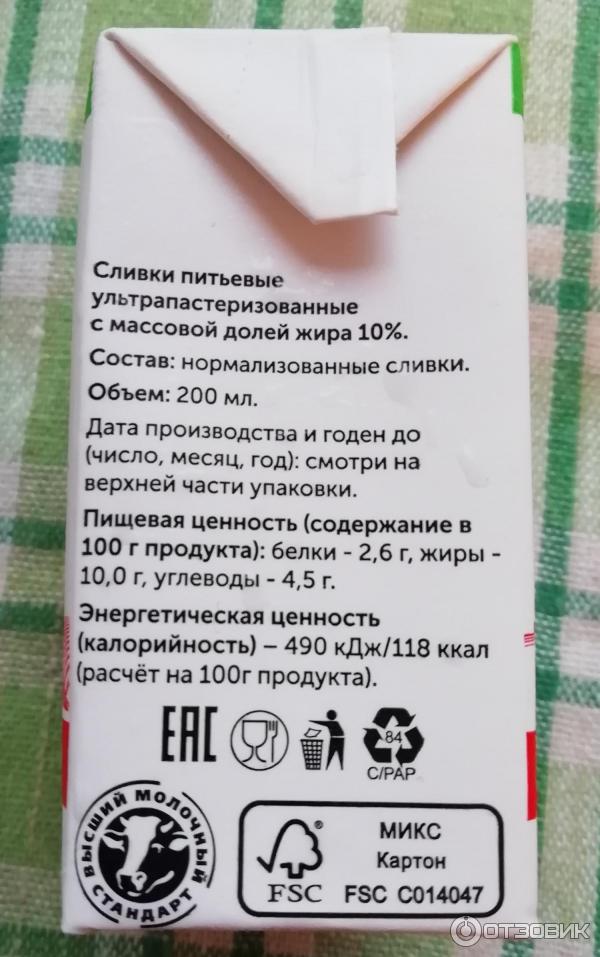 Сливки питьевые
ультрапастеризованные
с массовой долей жира 10%.
Состав: нормализованные сливки.
Объем: 200 мл.
Дата производства и годен до
(число, месяц, год): смотри на
верхней части упаковки.
Пищевая ценность (содержание в
100 г продукта): белки - 2,6 г, жиры -
10,0 г, углеводы - 4,5 г.
Энергетическая ценность
(калорийность) – 490 кДж/118 ккал
(расчёт на 100г продукта).
ЕАС
84
C/PAP
ВЫСШИЙ МОЛОЧНЫЙ
СТАНДАРТ
®
FSC
МИКС
Картон
FSC C014047
ОТЗОВИК